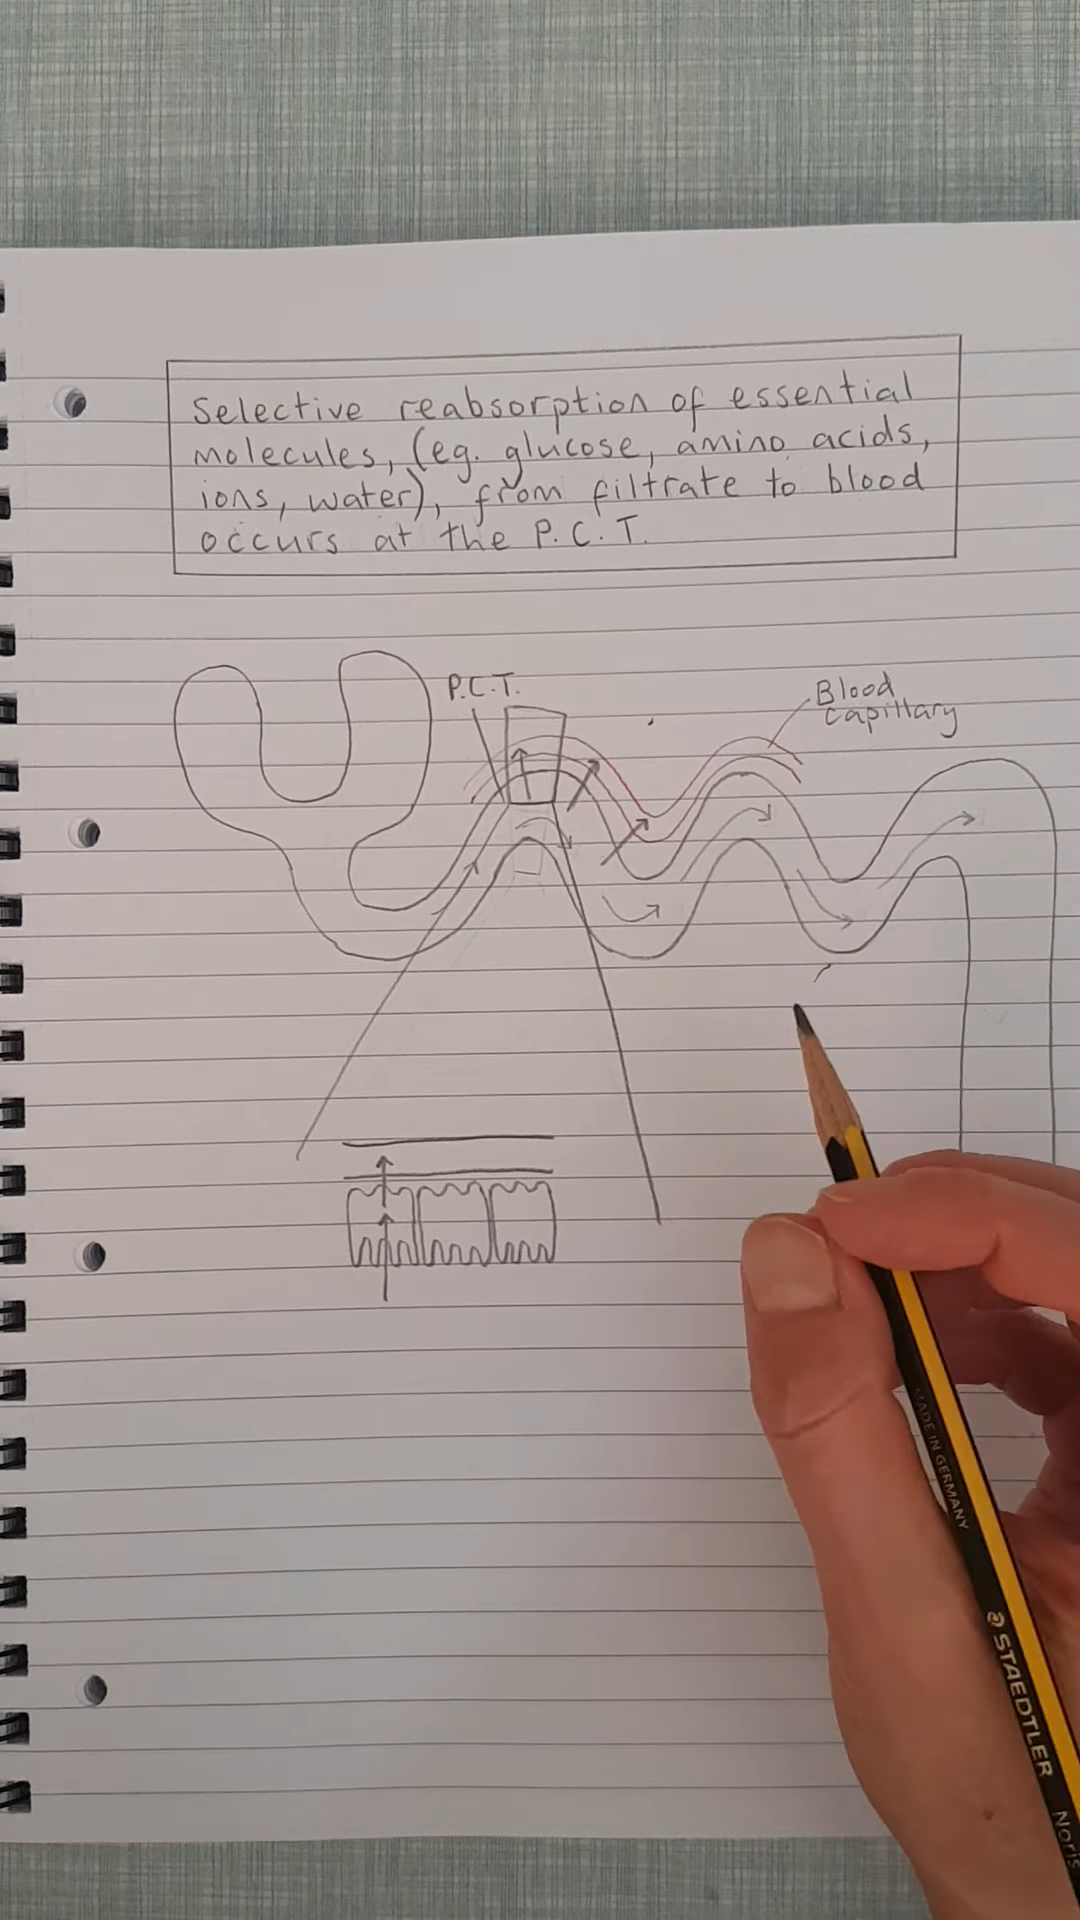 Selective reabsorption of essential
molecules, (eg. glucose, amino acids,
ions, water), from filtrate to blood
occurs at the P.C.T.
P.C.T.
Blood
capillary
MADE IN GERMANY
STAEDTLER
Noris